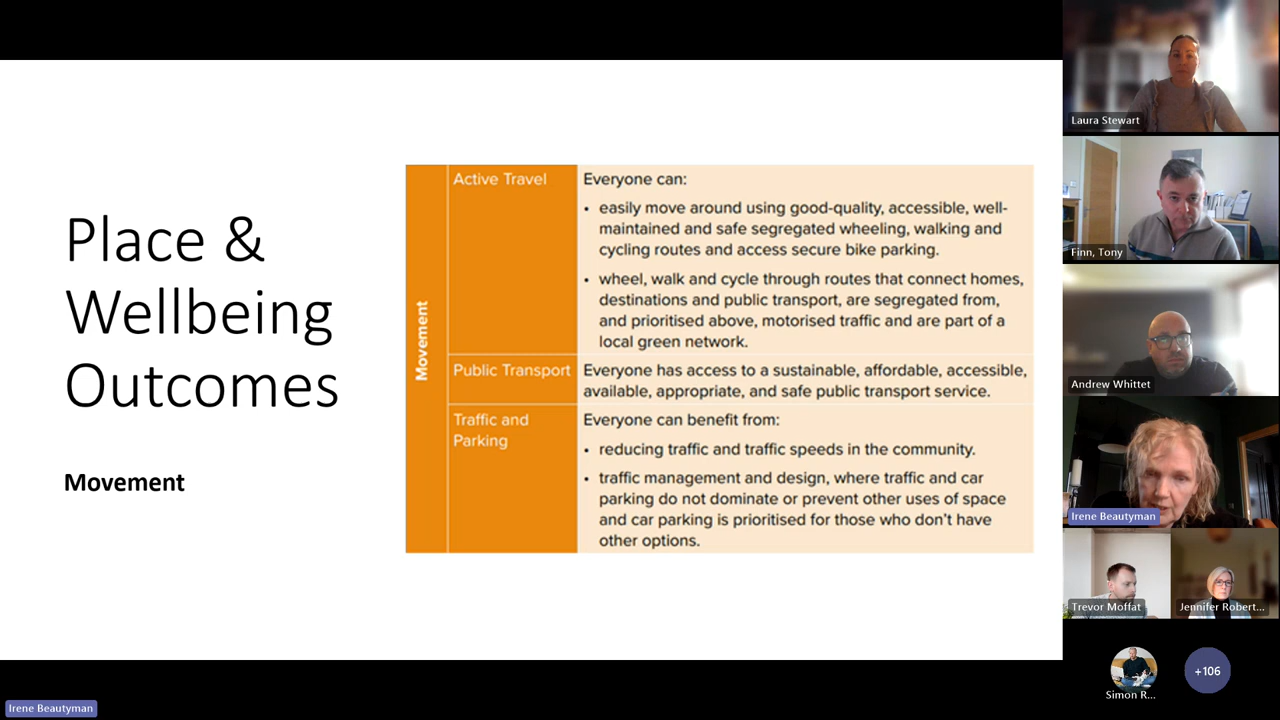 Place &
Wellbeing
Outcomes
Movement
Movement
Active Travel
Everyone can:
• easily move around using good-quality, accessible, well-
maintained and safe segregated wheeling, walking and
cycling routes and access secure bike parking.
• wheel, walk and cycle through routes that connect homes,
destinations and public transport, are segregated from,
and prioritised above, motorised traffic and are part of a
local green network.
Public Transport
Everyone has access to a sustainable, affordable, accessible,
available, appropriate, and safe public transport service.
Traffic and
Parking
Everyone can benefit from:
• reducing traffic and traffic speeds in the community.
• traffic management and design, where traffic and car
parking do not dominate or prevent other uses of space
and car parking is prioritised for those who don't have
other options.
Laura Stewart
Finn, Tony
Andrew Whittet
Irene Beautyman
Trevor Moffat
Jennifer Robert...
Simon R...
+106
Irene Beautyman